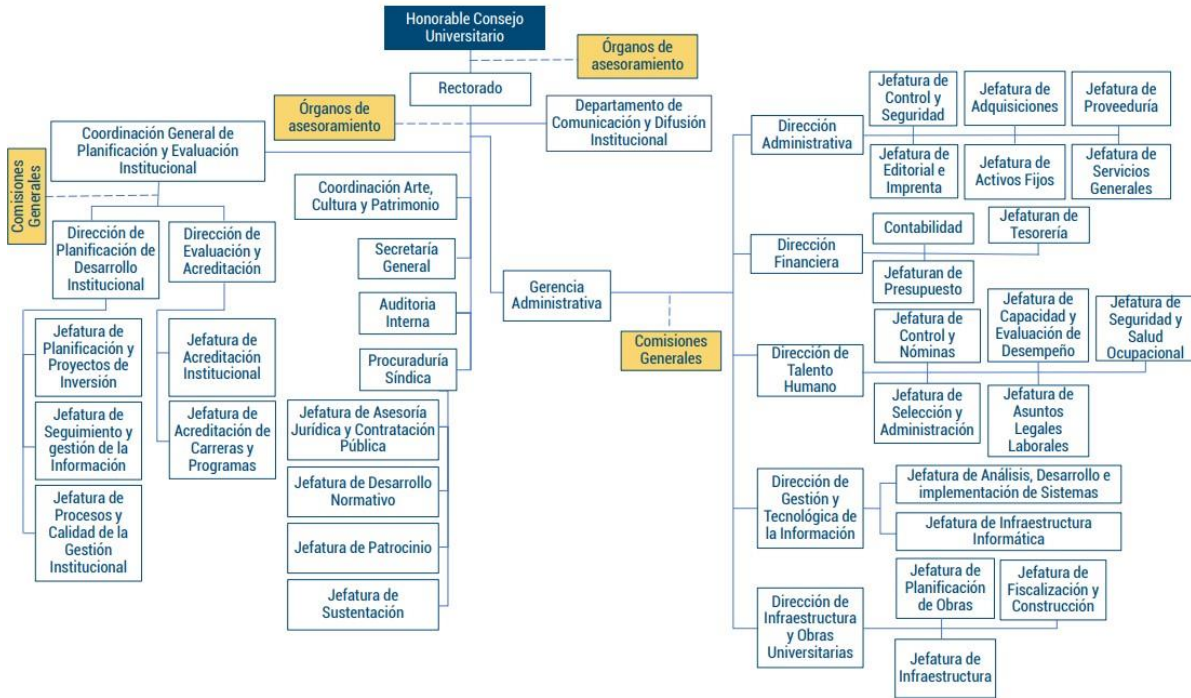 Honorable Consejo
Universitario
Órganos de
asesoramiento
Rectorado
Órganos de
asesoramiento
Departamento de
Comunicación y Difusión
Institucional
Coordinación General de
Planificación y Evaluación
Institucional
Comisiones
Generales
Dirección de
Planificación de
Desarrollo
Institucional
Dirección de
Evaluación y
Acreditación
Jefatura de
Planificación y
Proyectos de
Inversión
Jefatura de
Seguimiento y
gestión de la
Información
Jefatura de
Procesos y
Calidad de la
Gestión
Institucional
Jefatura de
Acreditación
Institucional
Jefatura de
Acreditación de
Carreras y
Programas
Coordinación Arte,
Cultura y Patrimonio
Secretaría
General
Auditoria
Interna
Procaduría
Síndica
Jefatura de Asesoría
Jurídica y Contratación
Pública
Jefatura de Desarrollo
Normativo
Jefatura de Patrocinio
Jefatura de
Sustentación
Gerencia
Administrativa
Comisiones
Generales
Dirección
Administrativa
Jefatura de
Control y
Seguridad
Jefatura de
Adquisiciones
Jefatura de
Proveeduría
Jefatura de
Editorial e
Imprenta
Jefatura de
Activos Fijos
Jefatura de
Servicios
Generales
Dirección
Financiera
Contabilidad
Jefaturan de
Tesorería
Jefaturan de
Presupuesto
Dirección de
Talento
Humano
Jefatura de
Control y
Nóminas
Jefatura de
Capacidad y
Evaluación de
Desempeño
Jefatura de
Seguridad y
Salud
Ocupacional
Jefatura de
Selección y
Administración
Jefatura de
Asuntos
Legales
Laborales
Dirección de
Gestión y
Tecnológica de
la Información
Jefatura de Análisis, Desarrollo e
implementación de Sistemas
Jefatura de Infraestructura
Informática
Dirección de
Infraestructura
y Obras
Universitarias
Jefatura de
Planificación
de Obras
Jefatura de
Fiscalización y
Construcción
Jefatura de
Infraestructura